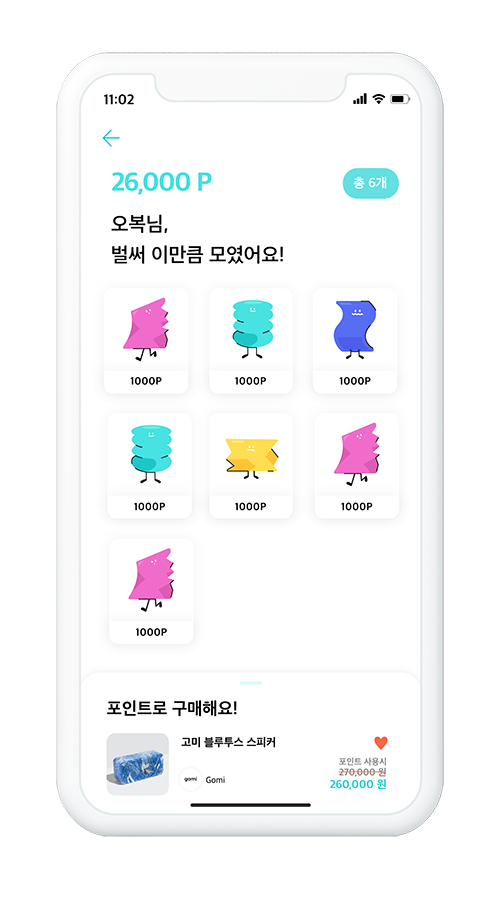 11:02
26,000 P
총 6개
오복님,
벌써 이만큼 모였어요!
1000P 1000P 1000P
1000P 1000P 1000P
1000P
포인트로 구매해요!
고미 블루투스 스피커
포인트 사용시
270,000 원
gomi Gomi
260,000 원